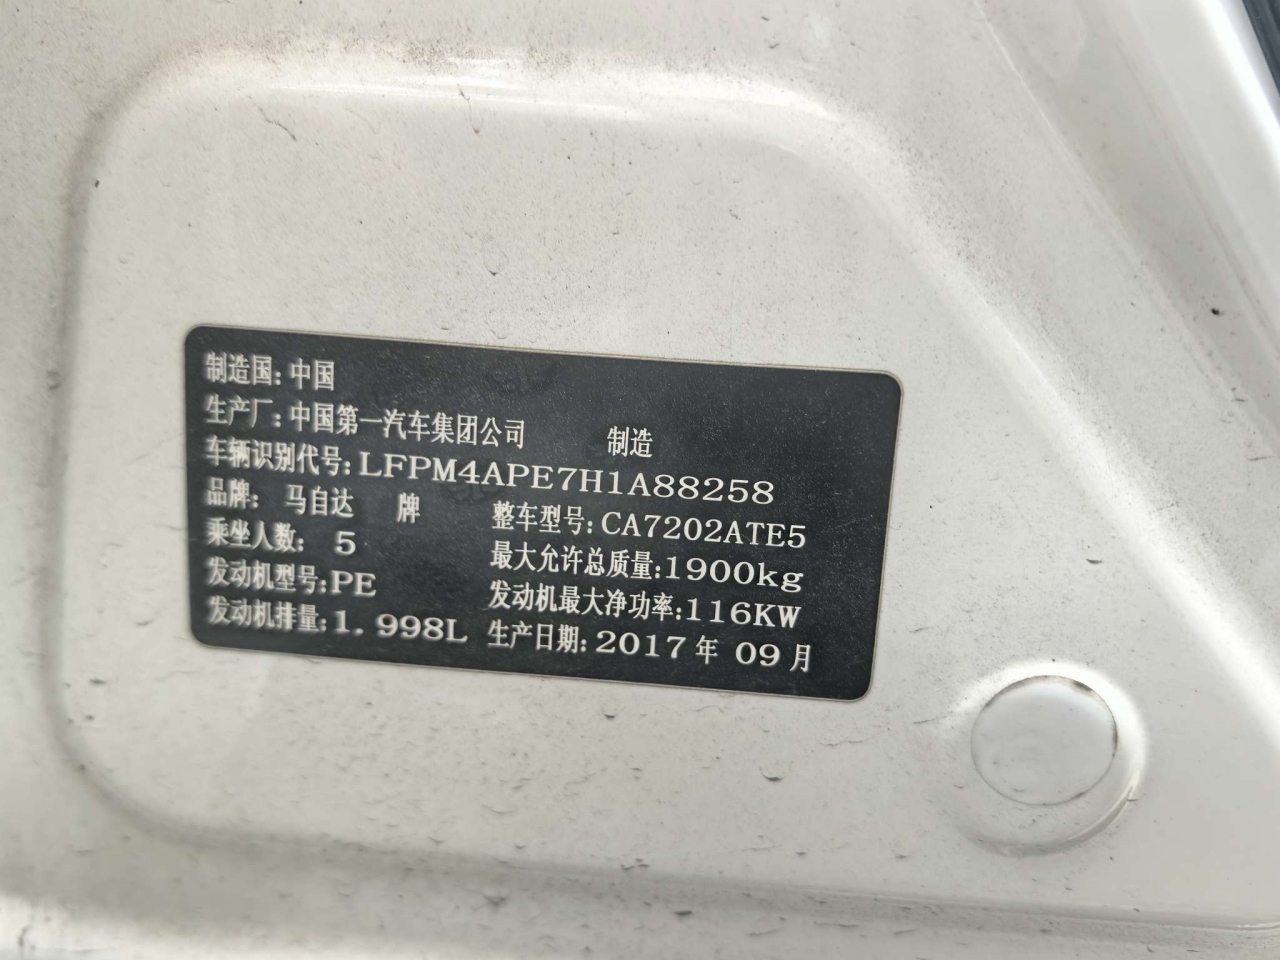 制造国:中国
生产厂:中国第一汽车集团公司 制造
车辆识别代号:LFPM4APE7H1A88258
品牌: 马自达 牌 整车型号:CA7202ATE5
乘坐人数: 5 最大允许总质量:1900kg
发动机型号:PE 发动机最大净功率:116KW
发动机排量:1.998L 生产日期:2017年 09月